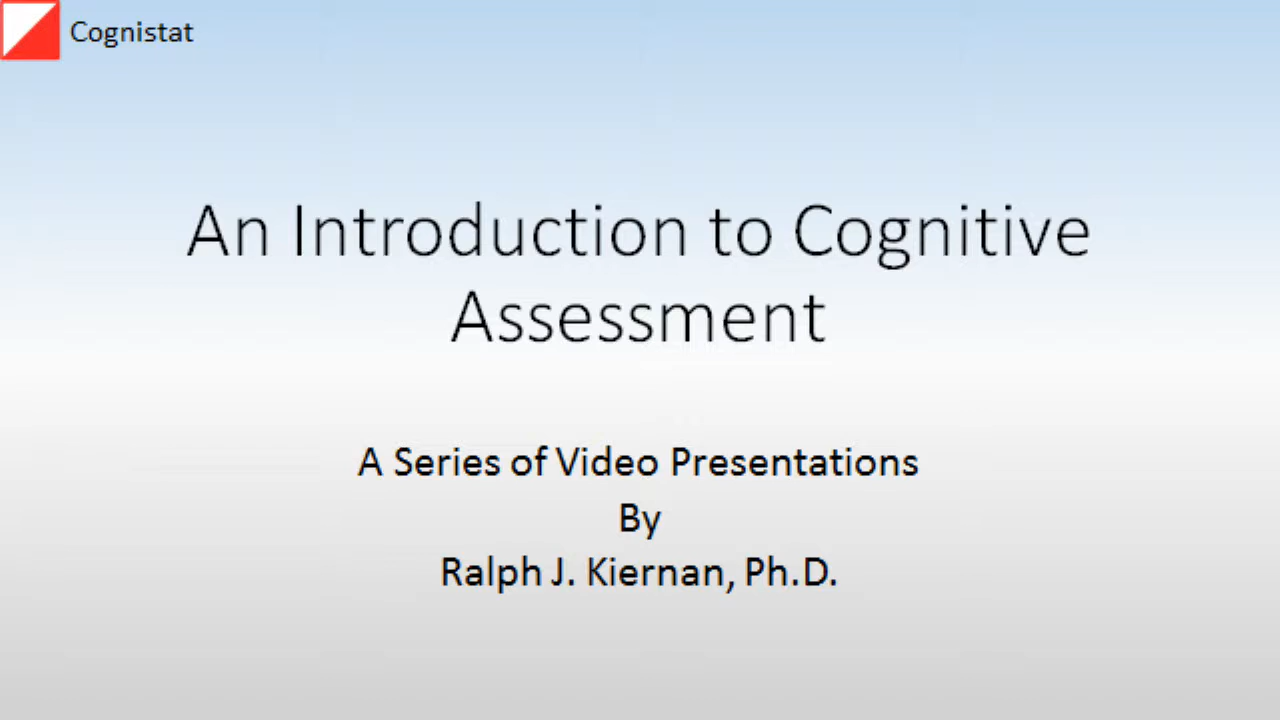 Cognistat
An Introduction to Cognitive
Assessment
A Series of Video Presentations
By
Ralph J. Kiernan, Ph.D.